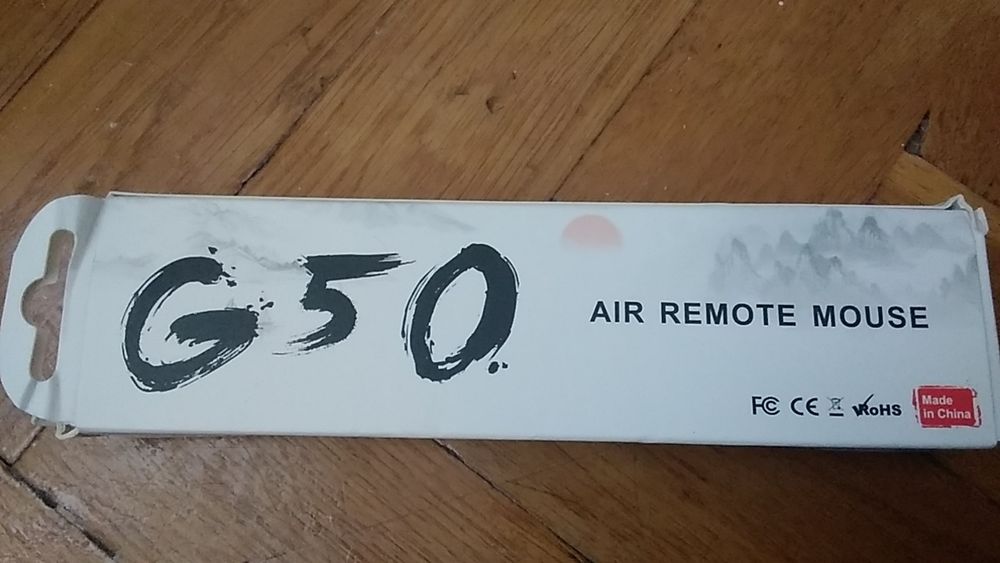 G50
AIR REMOTE MOUSE
FC CE RoHS
Made
in China